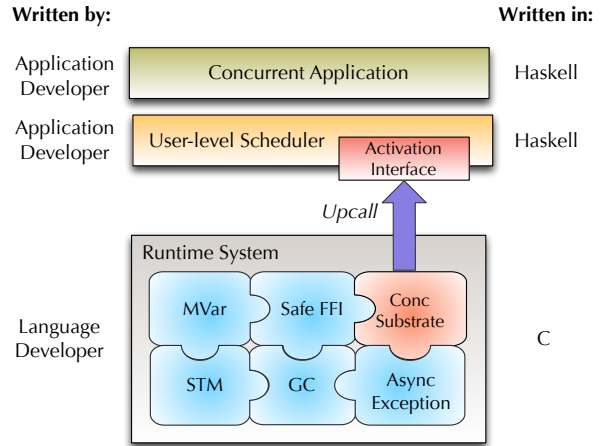 Written by: Written in:
Application Developer Concurrent Application Haskell
Application Developer User-level Scheduler Haskell
Activation Interface
Upcall
Runtime System
MVar Safe FFI Conc Substrate
Language Developer C
STM GC Async Exception